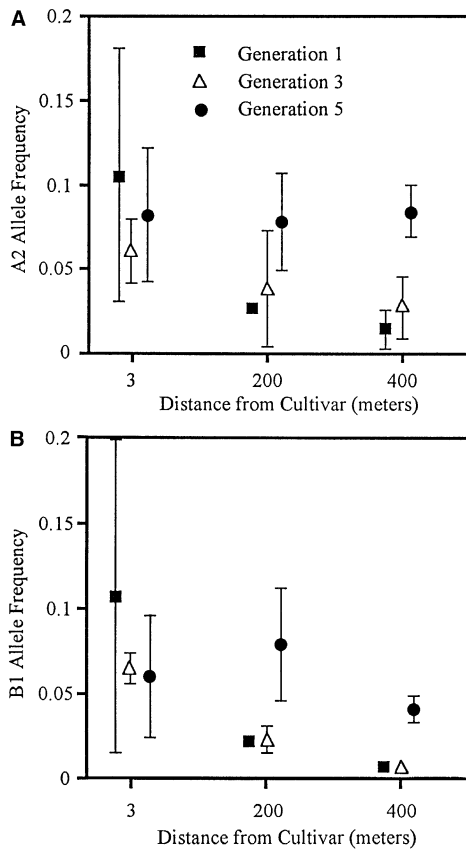 A
0.2
Generation 1
Generation 3
Generation 5
0.15
0.1
0.05
0
A2 Allele Frequency
3
200
400
Distance from Cultivar (meters)
B
0.2
0.15
0.1
0.05
0
B1 Allele Frequency
3
200
400
Distance from Cultivar (meters)